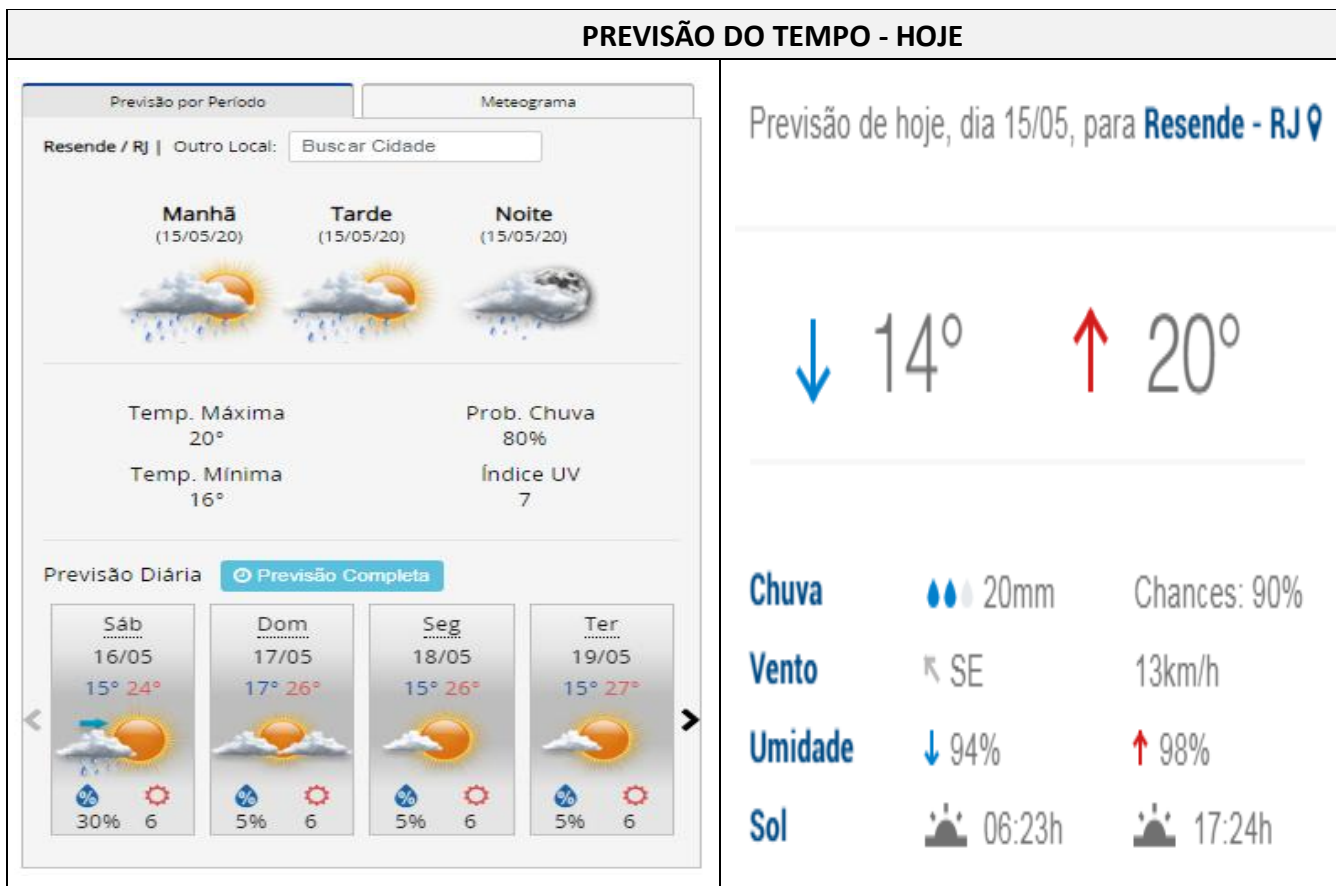 PREVISÃO DO TEMPO - HOJE
Previsão por Período
Meteograma
Resende / RJ | Outro Local: Buscar Cidade
Manhã Tarde Noite
(15/05/20) (15/05/20) (15/05/20)
Temp. Máxima Prob. Chuva
20° 80%
Temp. Mínima Índice UV
16° 7
Previsão Diária Previsão Completa
Sáb Dom Seg Ter
16/05 17/05 18/05 19/05
15° 24° 17° 26° 15° 26° 15° 27°
% % % %
30% 6 5% 6 5% 6 5% 6
Previsão de hoje, dia 15/05, para Resende - RJ
14° 20°
Chuva 20mm Chances: 90%
Vento SE 13km/h
Umidade 94% 98%
Sol 06:23h 17:24h